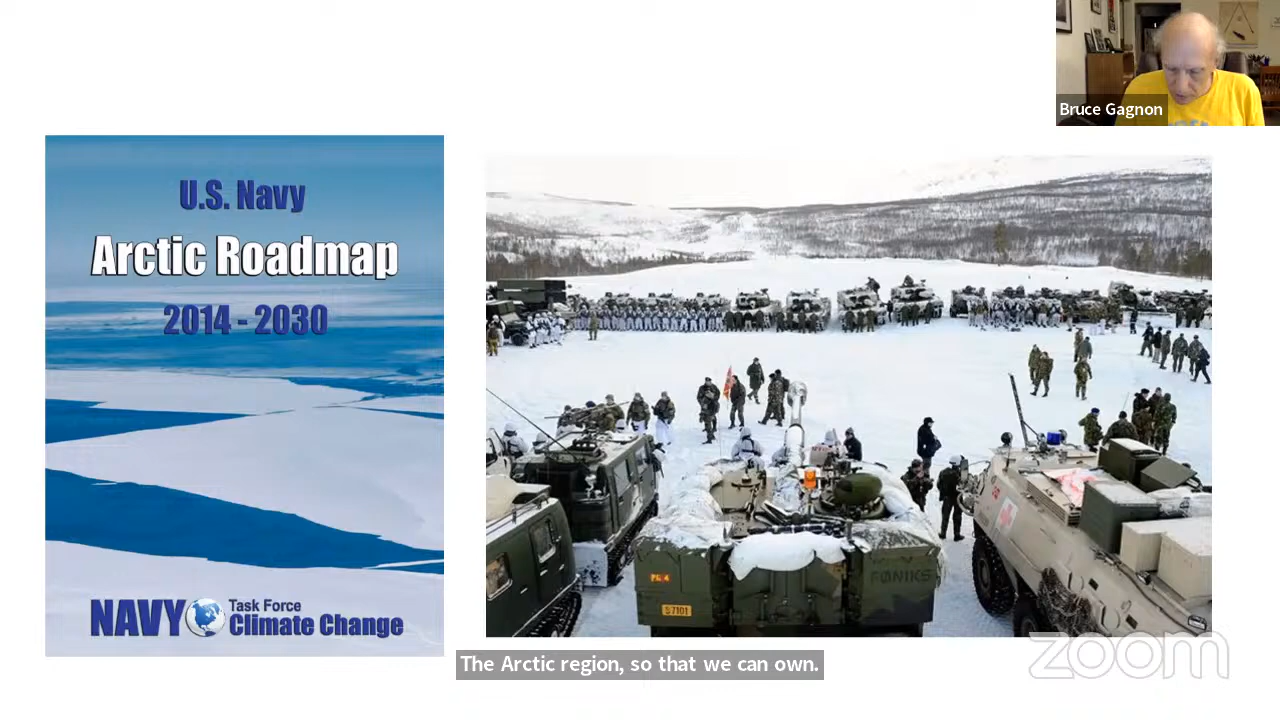 Bruce Gagnon
U.S. Navy
Arctic Roadmap
2014 - 2030
NAVY
Task Force
Climate Change
FØNIKS
The Arctic region, so that we can own.
zoom